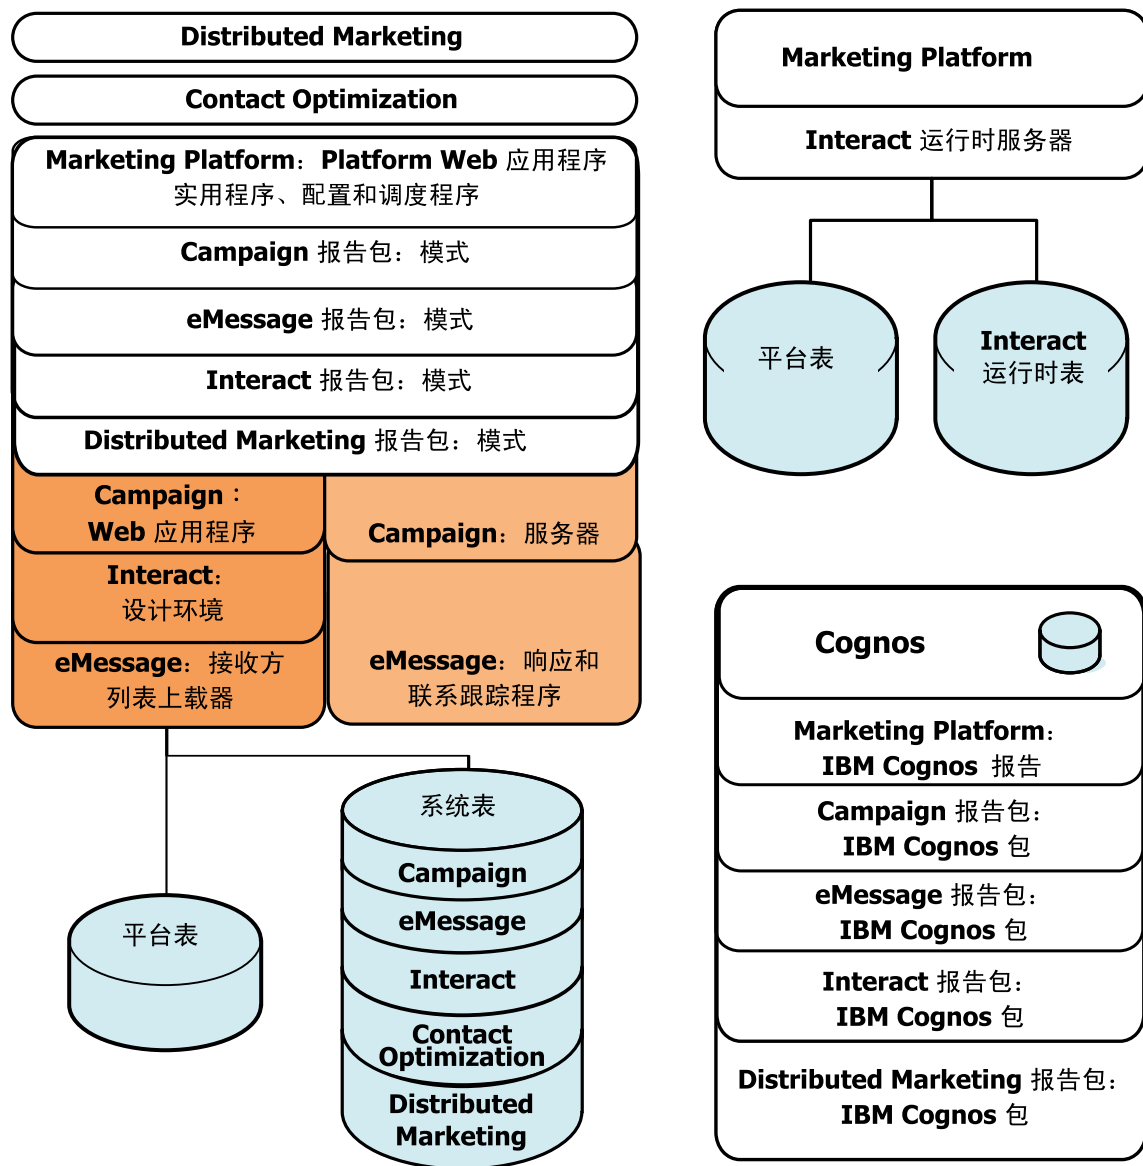 Distributed Marketing
Contact Optimization
Marketing Platform：Platform Web 应用程序
实用程序、配置和调度程序
Campaign 报告包：模式
eMessage 报告包：模式
Interact 报告包：模式
Distributed Marketing 报告包：模式
Campaign：
Web 应用程序
Campaign：服务器
Interact：
设计环境
eMessage：接收方
列表上载器
eMessage：响应和
联系跟踪程序
平台表
系统表
Campaign
eMessage
Interact
Contact
Optimization
Distributed
Marketing
Marketing Platform
Interact 运行时服务器
平台表
Interact
运行时表
Cognos
Marketing Platform：
IBM Cognos 报告
Campaign 报告包：
IBM Cognos 包
eMessage 报告包：
IBM Cognos 包
Interact 报告包：
IBM Cognos 包
Distributed Marketing 报告包：
IBM Cognos 包